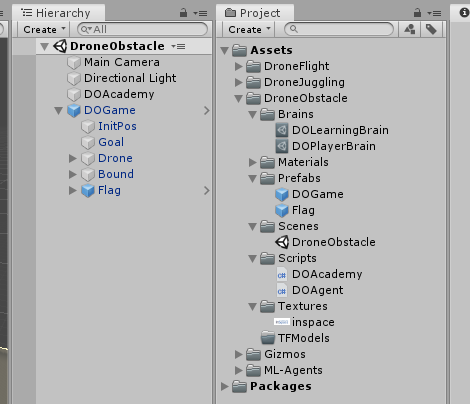 Hierarchy
Create
All
DroneObstacle
Main Camera
Directional Light
DOAcademy
DOGame
InitPos
Goal
Drone
Bound
Flag
Project
Create
Assets
DroneFlight
DroneJuggling
DroneObstacle
Brains
DOLearningBrain
DOPlayerBrain
Materials
Prefabs
DOGame
Flag
Scenes
DroneObstacle
Scripts
DOAcademy
DOAgent
Textures
inspace
TFModels
Gizmos
ML-Agents
Packages